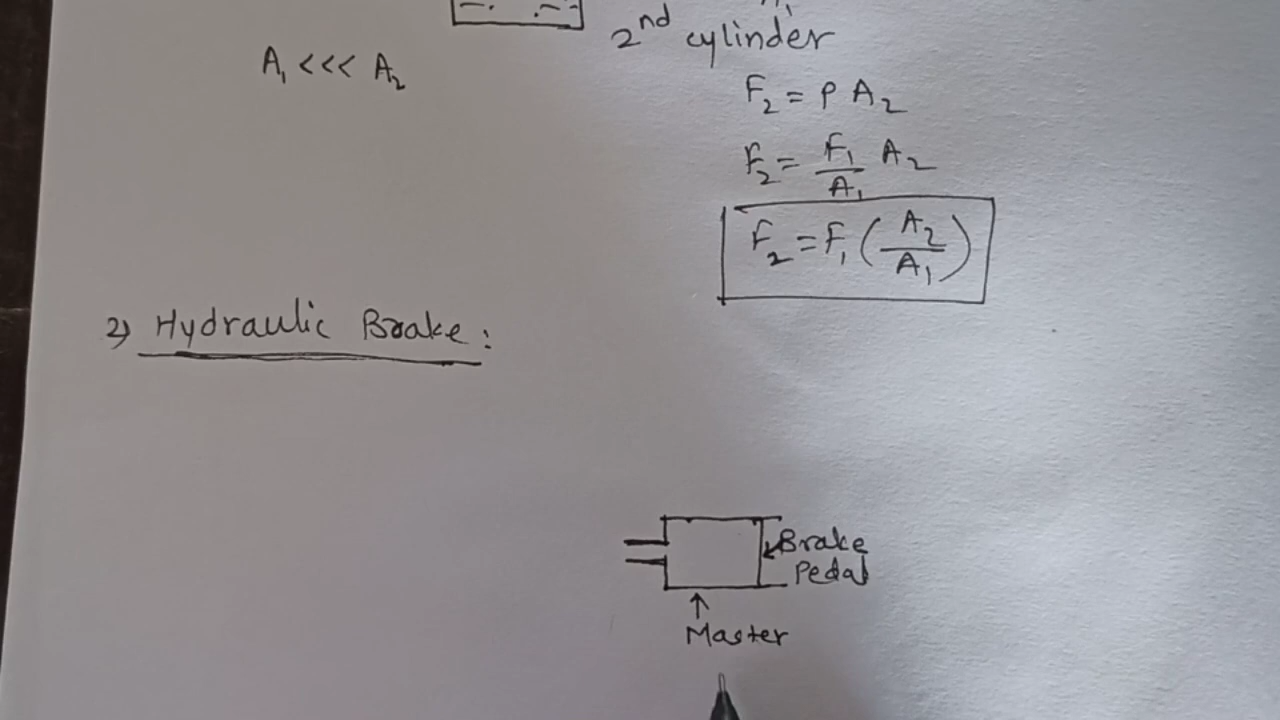 2nd cylinder
A₁ <<< A₂
F₂ = P A₂
F₂ = F₁/A₁ A₂
F₂ = F₁ (A₂/A₁)
2) Hydraulic Brake:
Brake
Pedal
Master